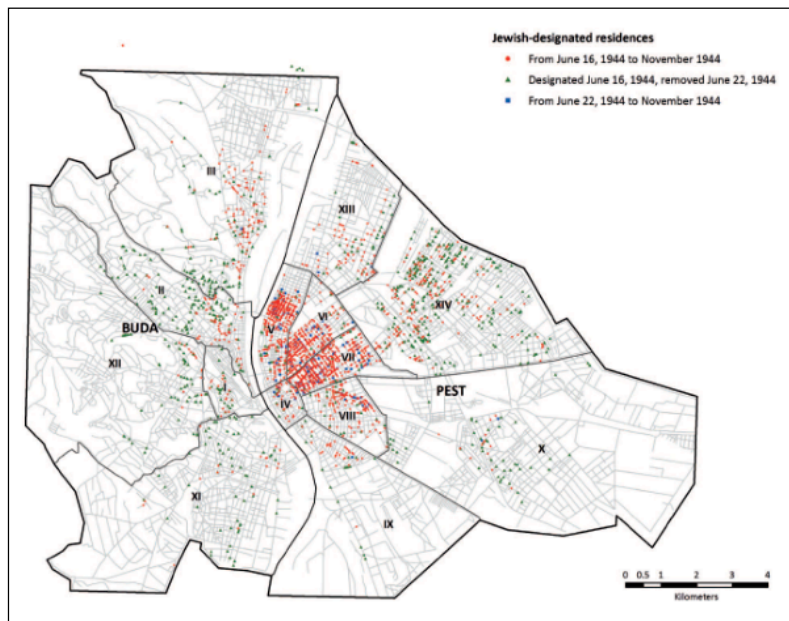 Jewish-designated residences
From June 16, 1944 to November 1944
Designated June 16, 1944, removed June 22, 1944
From June 22, 1944 to November 1944
III
XIII
II
XIV
VI
BUDA
V
VII
XII
I
PEST
IV
VIII
X
XI
IX
0 0.5 1 2 3 4
Kilometers